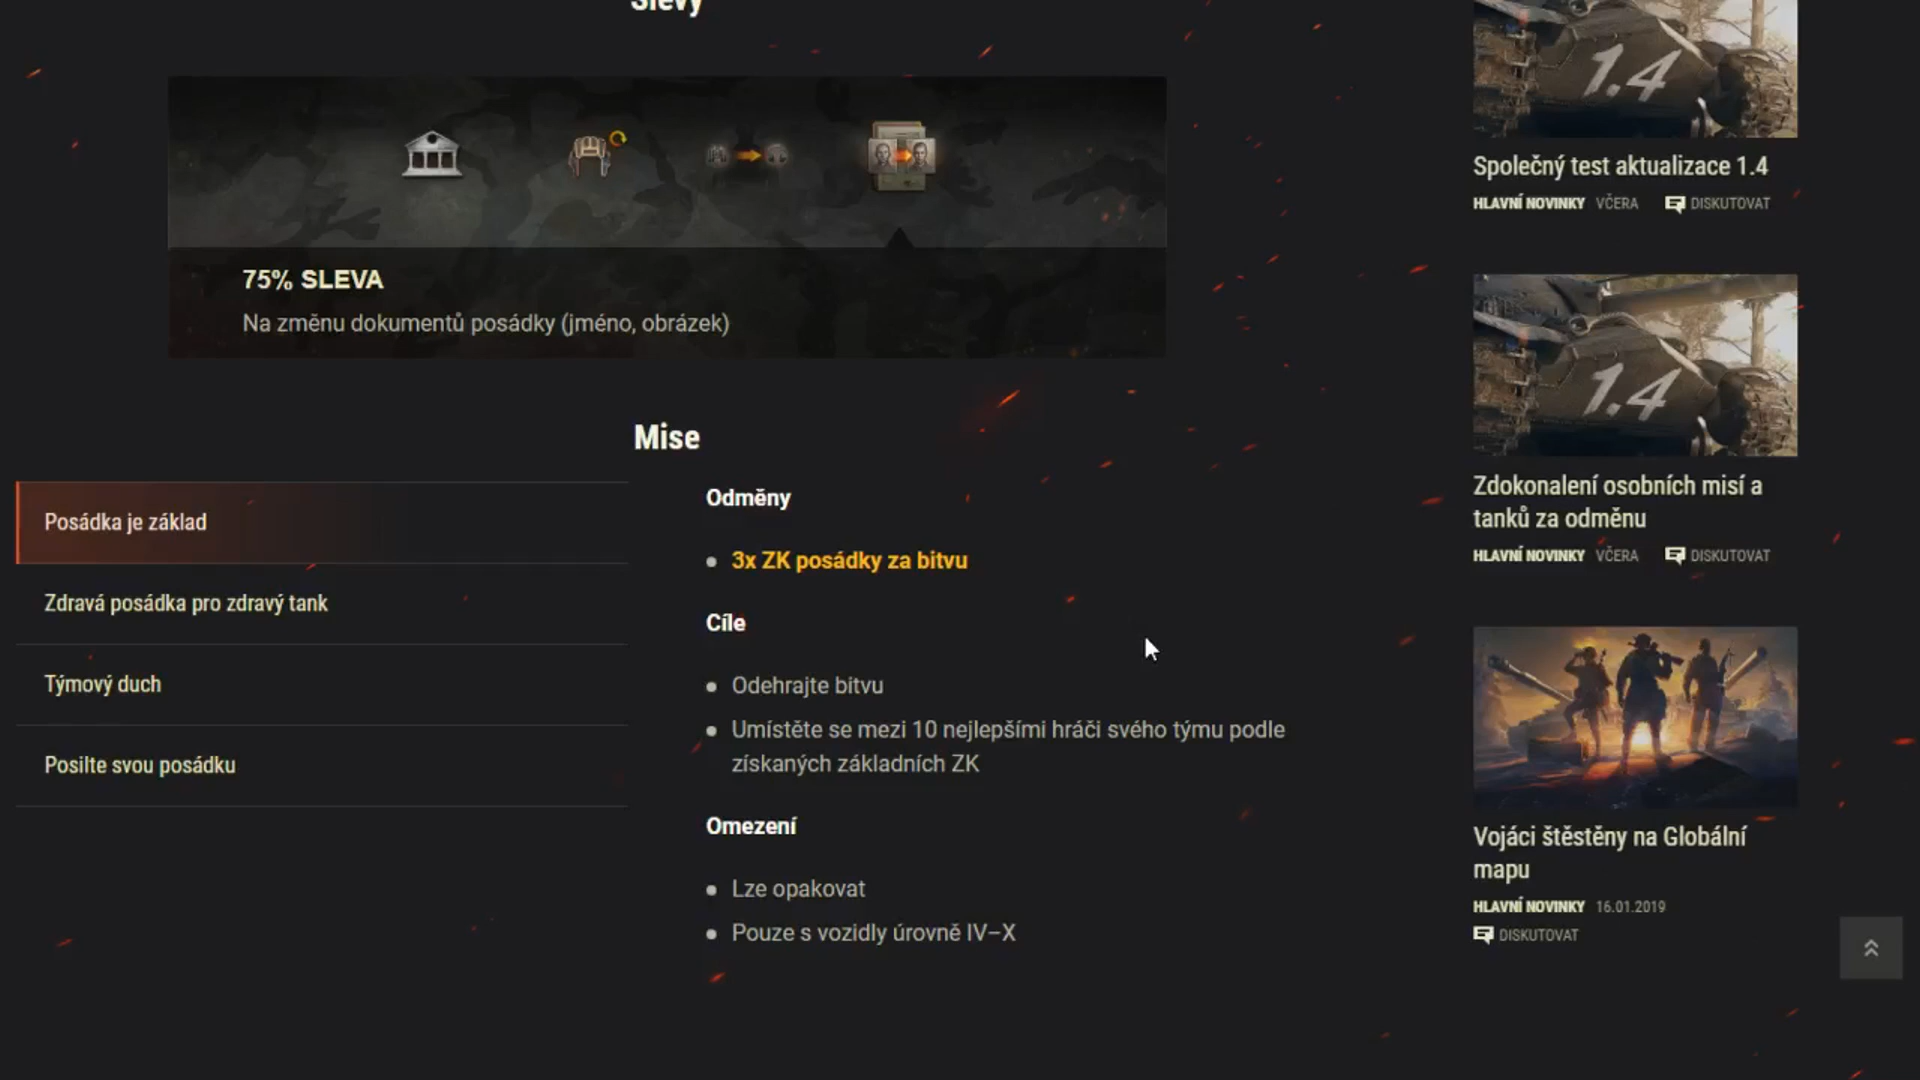 Slevy
75% SLEVA
Na změnu dokumentů posádky (jméno, obrázek)
Mise
Posádka je základ
Zdravá posádka pro zdravý tank
Týmový duch
Posilte svou posádku
Odměny
3x ZK posádky za bitvu
Cíle
Odehrajte bitvu
Umístěte se mezi 10 nejlepšími hráči svého týmu podle
získaných základních ZK
Omezení
Lze opakovat
Pouze s vozidly úrovně IV–X
1.4
Společný test aktualizace 1.4
HLAVNÍ NOVINKY VČERA DISKUTOVAT
1.4
Zdokonalení osobních misí a
tanků za odměnu
HLAVNÍ NOVINKY VČERA DISKUTOVAT
Vojáci štěstěny na Globální
mapu
HLAVNÍ NOVINKY 16.01.2019
DISKUTOVAT